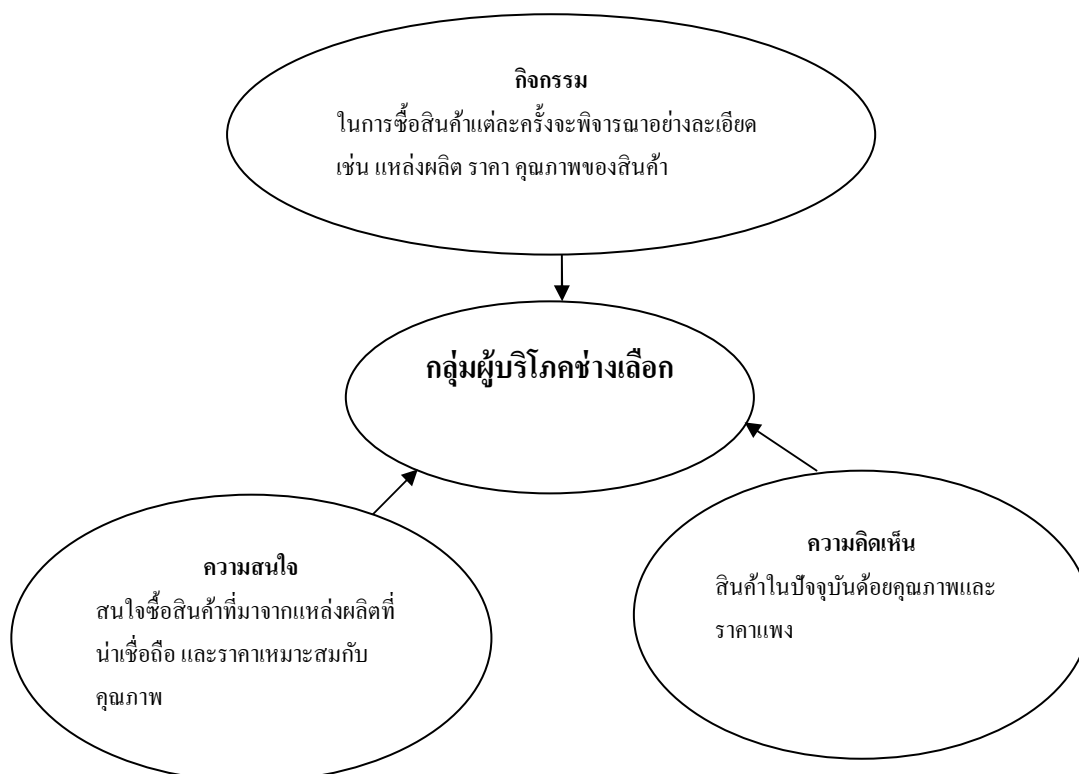 กิจกรรม
ในการซื้อสินค้าแต่ละครั้งจะพิจารณาอย่างละเอียด
เช่น แหล่งผลิต ราคา คุณภาพของสินค้า
กลุ่มผู้บริโภคช่างเลือก
ความสนใจ
สนใจซื้อสินค้าที่มาจากแหล่งผลิตที่
น่าเชื่อถือ และราคาเหมาะสมกับ
คุณภาพ
ความคิดเห็น
สินค้าในปัจจุบันด้อยคุณภาพและ
ราคาแพง